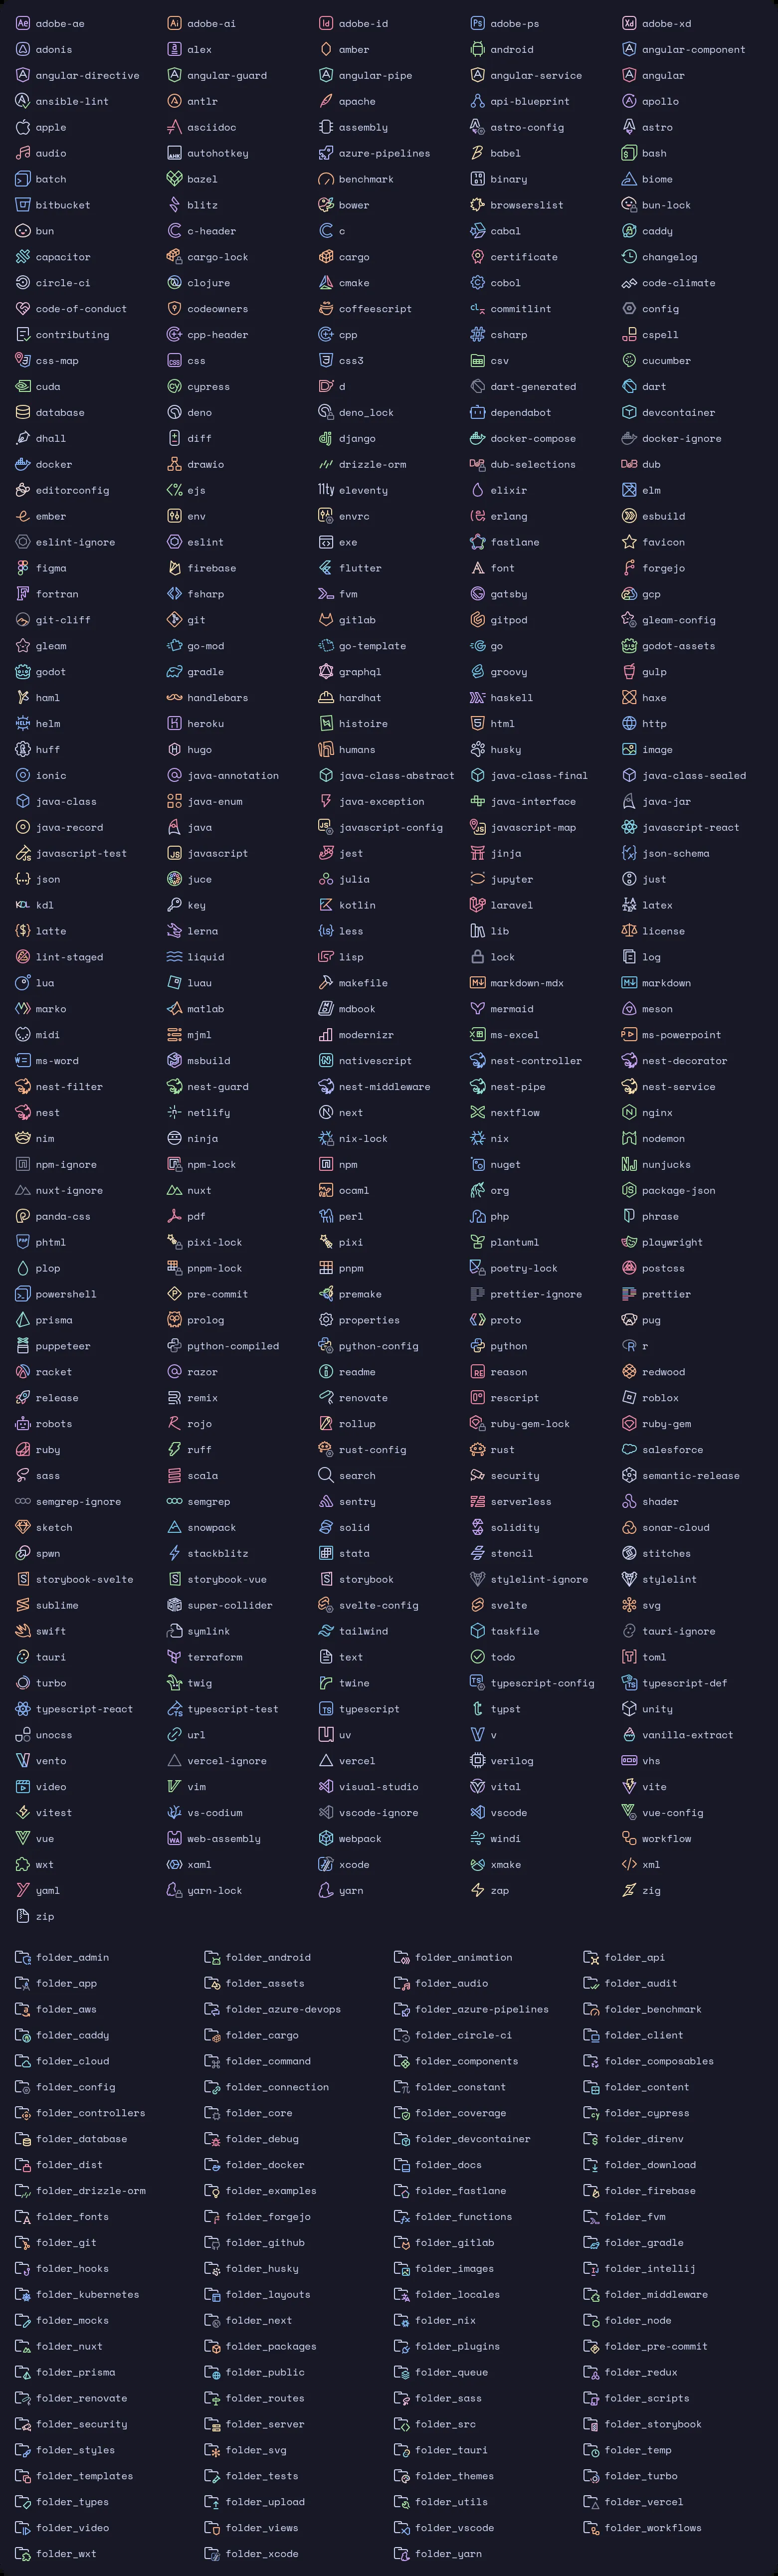 adobe-ae adobe-ai adobe-id adobe-ps adobe-xd
adonis alex amber android angular-component
angular-directive angular-guard angular-pipe angular-service angular
ansible-lint antlr apache api-blueprint apollo
apple asciidoc assembly astro-config astro
audio autohotkey azure-pipelines babel bash
batch bazel benchmark binary biome
bitbucket blitz bower browserslist bun-lock
bun c-header c cabal caddy
capacitor cargo-lock cargo certificate changelog
circle-ci clojure cmake cobol code-climate
code-of-conduct codeowners coffeescript commitlint config
contributing cpp-header cpp csharp cspell
css-map css css3 csv cucumber
cuda cypress d dart-generated dart
database deno deno_lock dependabot devcontainer
dhall diff django docker-compose docker-ignore
docker drawio drizzle-orm dub-selections dub
editorconfig ejs eleventy elixir elm
ember env envrc erlang esbuild
eslint-ignore eslint exe fastlane favicon
figma firebase flutter font forgejo
fortran fsharp fvm gatsby gcp
git-cliff git gitlab gitpod gleam-config
gleam go-mod go-template go godot-assets
godot gradle graphql groovy gulp
haml handlebars hardhat haskell haxe
helm heroku histoire html http
huff hugo humans husky image
ionic java-annotation java-class-abstract java-class-final java-class-sealed
java-class java-enum java-exception java-interface java-jar
java-record java javascript-config javascript-map javascript-react
javascript-test javascript jest jinja json-schema
json juce julia jupyter just
kdl key kotlin laravel latex
latte lerna less lib license
lint-staged liquid lisp lock log
lua luau makefile markdown-mdx markdown
marko matlab mdbook mermaid meson
midi mjml modernizr ms-excel ms-powerpoint
ms-word msbuild nativescript nest-controller nest-decorator
nest-filter nest-guard nest-middleware nest-pipe nest-service
nest netlify next nextflow nginx
nim ninja nix-lock nix nodemon
npm-ignore npm-lock npm nuget nunjucks
nuxt-ignore nuxt ocaml org package-json
panda-css pdf perl php phrase
phtml pixi-lock pixi plantuml playwright
plop pnpm-lock pnpm poetry-lock postcss
powershell pre-commit premake prettier-ignore prettier
prisma prolog properties proto pug
puppeteer python-compiled python-config python r
racket razor readme reason redwood
release remix renovate rescript roblox
robots rojo rollup ruby-gem-lock ruby-gem
ruby ruff rust-config rust salesforce
sass scala search security semantic-release
semgrep-ignore semgrep sentry serverless shader
sketch snowpack solid solidity sonar-cloud
spwn stackblitz stata stencil stitches
storybook-svelte storybook-vue storybook stylelint-ignore stylelint
sublime super-collider svelte-config svelte svg
swift symlink tailwind taskfile tauri-ignore
tauri terraform text todo toml
turbo twig twine typescript-config typescript-def
typescript-react typescript-test typescript typst unity
unocss url uv v vanilla-extract
vento vercel-ignore vercel verilog vhs
video vim visual-studio vital vite
vitest vs-codium vscode-ignore vscode vue-config
vue web-assembly webpack windi workflow
wxt xaml xcode xmake xml
yaml yarn-lock yarn zap zig
zip
folder_admin folder_android folder_animation folder_api
folder_app folder_assets folder_audio folder_audit
folder_aws folder_azure-devops folder_azure-pipelines folder_benchmark
folder_caddy folder_cargo folder_circle-ci folder_client
folder_cloud folder_command folder_components folder_composables
folder_config folder_connection folder_constant folder_content
folder_controllers folder_core folder_coverage folder_cypress
folder_database folder_debug folder_devcontainer folder_direnv
folder_dist folder_docker folder_docs folder_download
folder_drizzle-orm folder_examples folder_fastlane folder_firebase
folder_fonts folder_forgejo folder_functions folder_fvm
folder_git folder_github folder_gitlab folder_gradle
folder_hooks folder_husky folder_images folder_intellij
folder_kubernetes folder_layouts folder_locales folder_middleware
folder_mocks folder_next folder_nix folder_node
folder_nuxt folder_packages folder_plugins folder_pre-commit
folder_prisma folder_public folder_queue folder_redux
folder_renovate folder_routes folder_sass folder_scripts
folder_security folder_server folder_src folder_storybook
folder_styles folder_svg folder_tauri folder_temp
folder_templates folder_tests folder_themes folder_turbo
folder_types folder_upload folder_utils folder_vercel
folder_video folder_views folder_vscode folder_workflows
folder_wxt folder_xcode folder_yarn